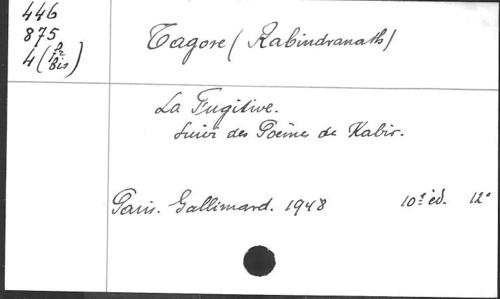 446
875
4 (Pr
bis)
Tagore (Rabindranath)
La Fugitive.
Suivi des Poème de Kabir.
Paris. Gallimard. 1948 10e éd. 12°